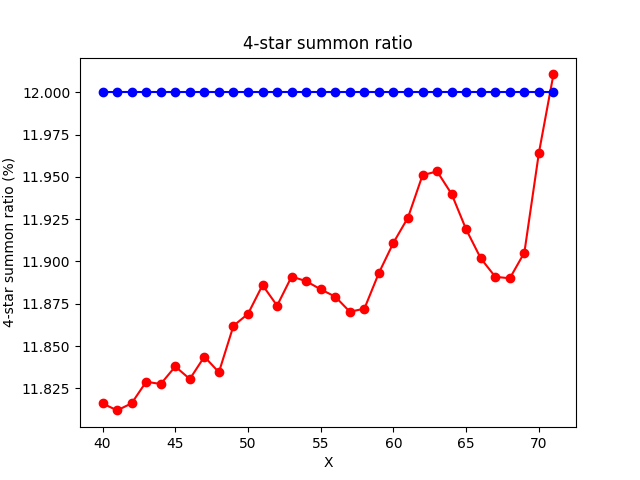 4-star summon ratio
4-star summon ratio (%)
12.000
11.975
11.950
11.925
11.900
11.875
11.850
11.825
40 45 50 55 60 65 70
X